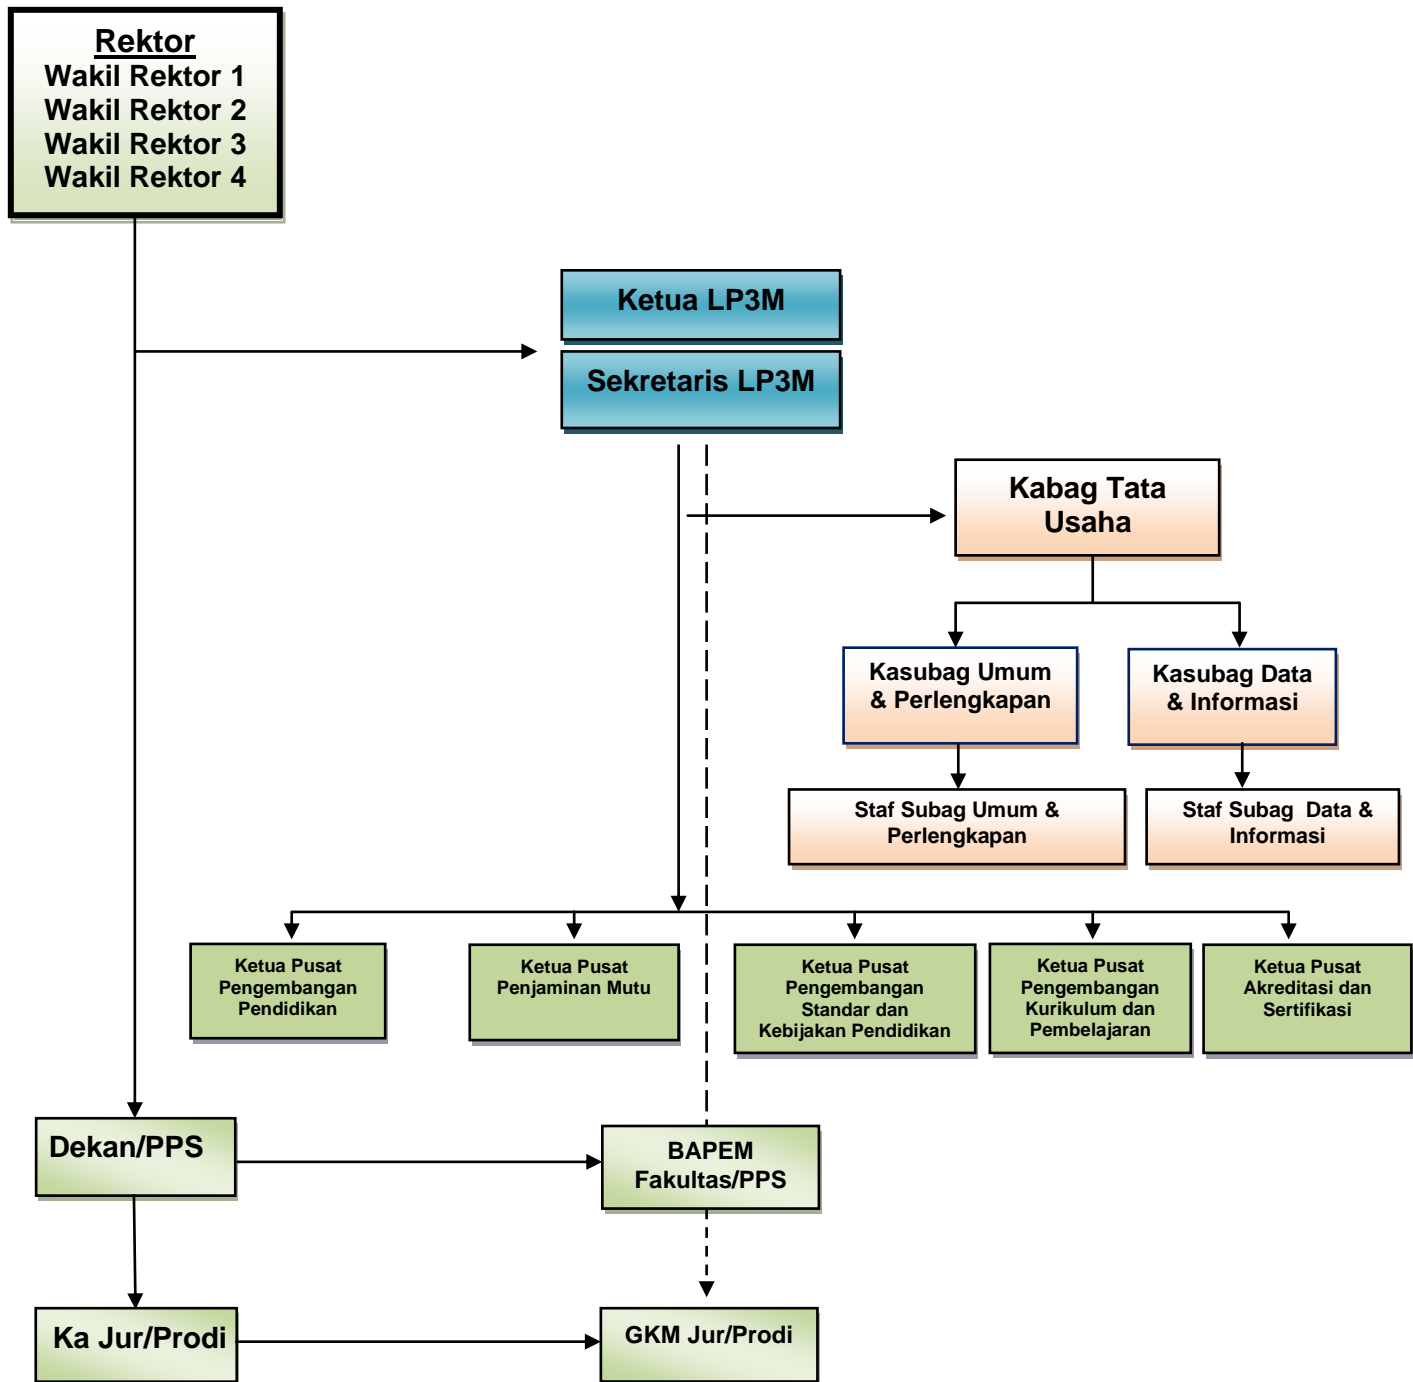 Rektor
Wakil Rektor 1
Wakil Rektor 2
Wakil Rektor 3
Wakil Rektor 4
Ketua LP3M
Sekretaris LP3M
Kabag Tata
Usaha
Kasubag Umum
& Perlengkapan
Kasubag Data
& Informasi
Staf Subag Umum &
Perlengkapan
Staf Subag  Data &
Informasi
Ketua Pusat
Pengembangan
Pendidikan
Ketua Pusat
Penjaminan Mutu
Ketua Pusat
Pengembangan
Standar dan
Kebijakan Pendidikan
Ketua Pusat
Pengembangan
Kurikulum dan
Pembelajaran
Ketua Pusat
Akreditasi dan
Sertifikasi
Dekan/PPS
BAPEM
Fakultas/PPS
Ka Jur/Prodi
GKM Jur/Prodi